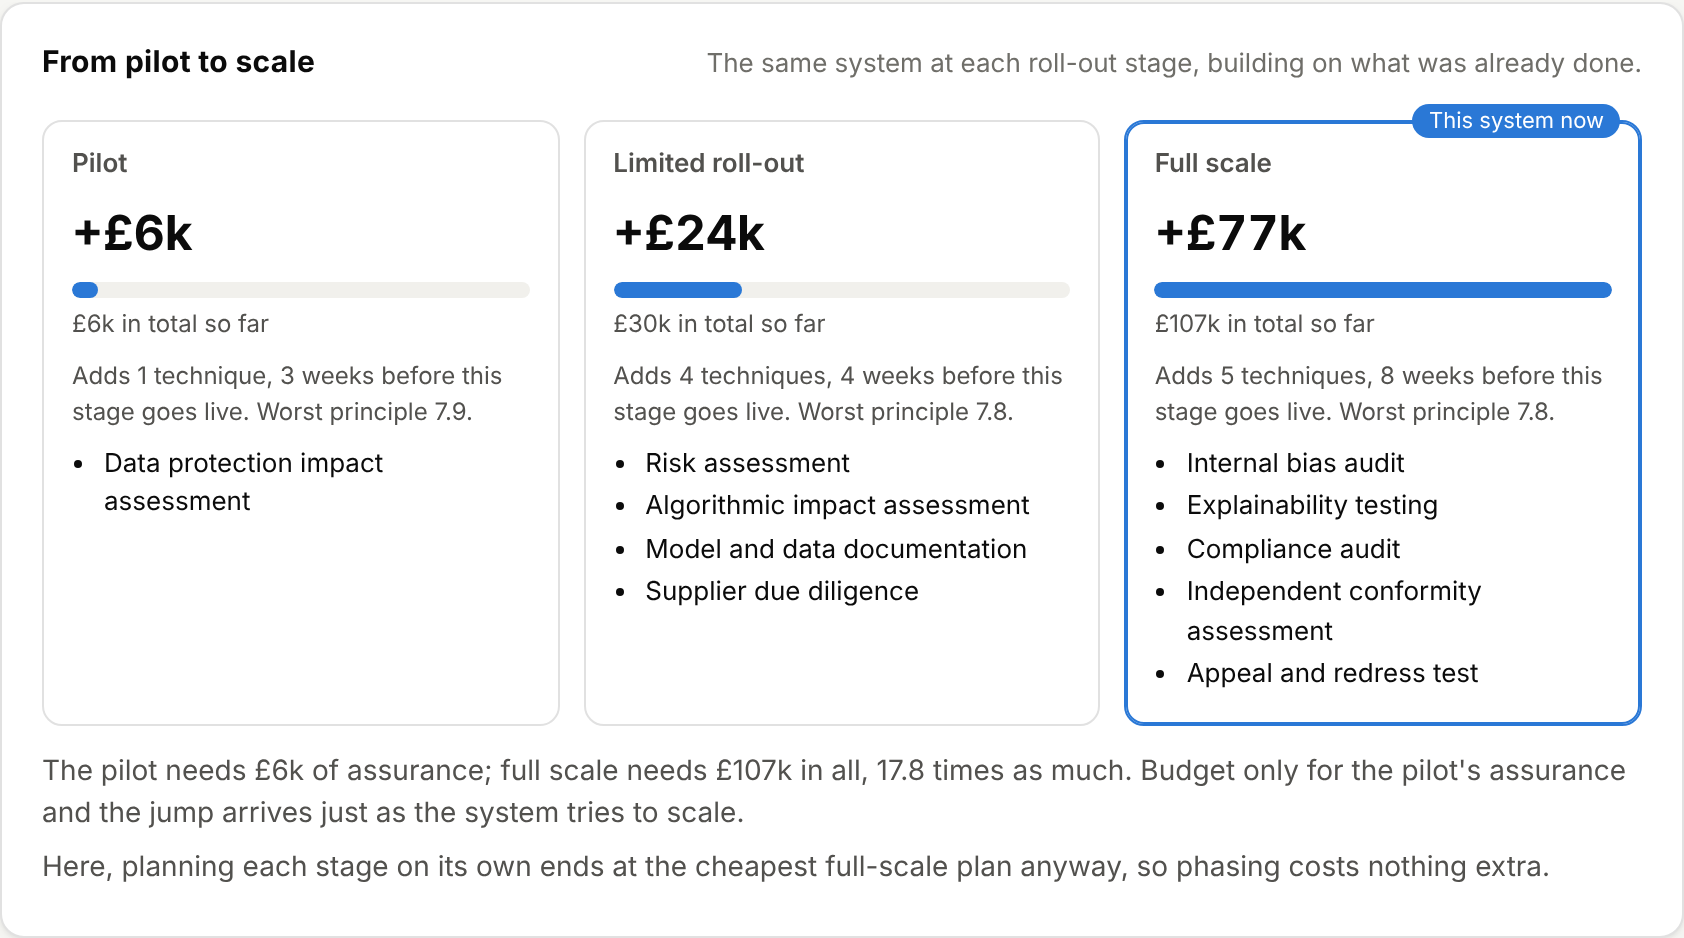 From pilot to scale
The same system at each roll-out stage, building on what was already done.
Pilot
+£6k
£6k in total so far
Adds 1 technique, 3 weeks before this
stage goes live. Worst principle 7.9.
• Data protection impact
assessment
Limited roll-out
+£24k
£30k in total so far
Adds 4 techniques, 4 weeks before this
stage goes live. Worst principle 7.8.
• Risk assessment
• Algorithmic impact assessment
• Model and data documentation
• Supplier due diligence
This system now
Full scale
+£77k
£107k in total so far
Adds 5 techniques, 8 weeks before this
stage goes live. Worst principle 7.8.
• Internal bias audit
• Explainability testing
• Compliance audit
• Independent conformity
assessment
• Appeal and redress test
The pilot needs £6k of assurance; full scale needs £107k in all, 17.8 times as much. Budget only for the pilot's assurance
and the jump arrives just as the system tries to scale.
Here, planning each stage on its own ends at the cheapest full-scale plan anyway, so phasing costs nothing extra.